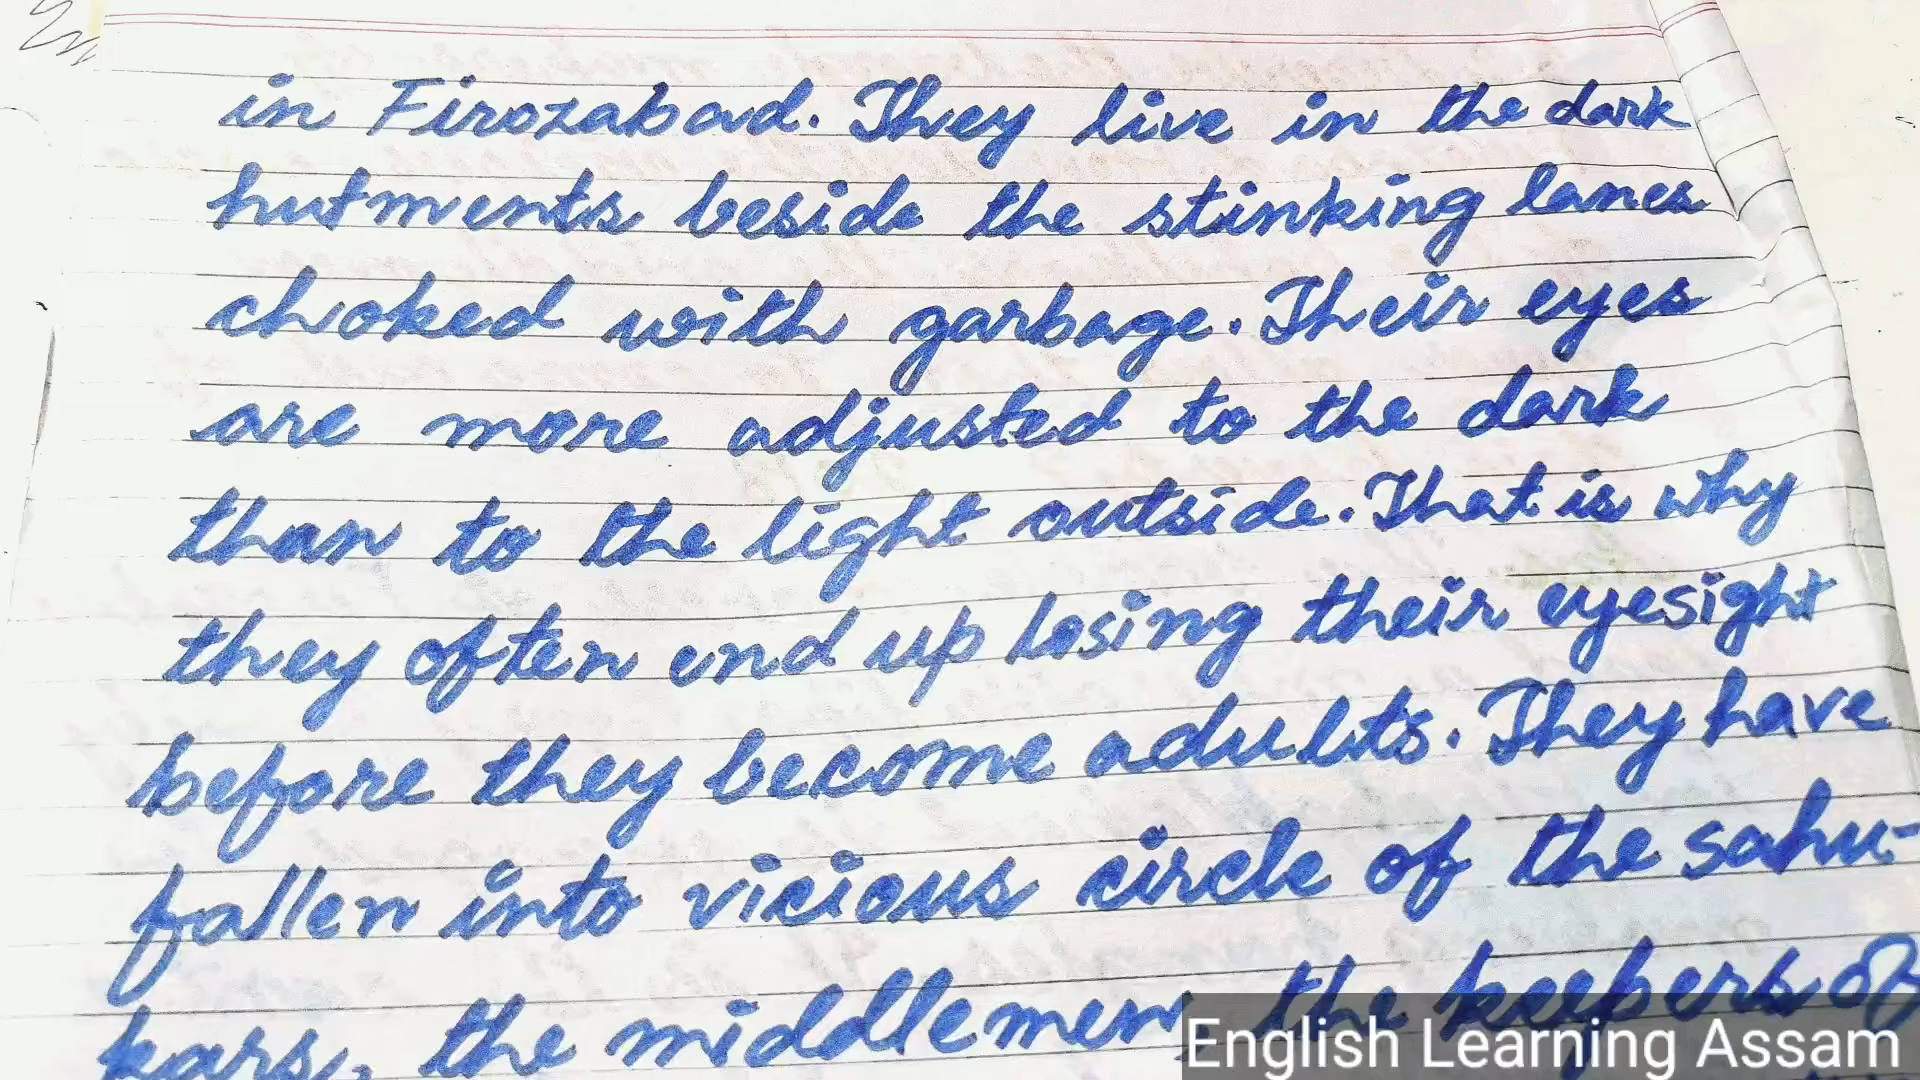 in Firozabad. They live in the dark
hutments beside the stinking lanes
choked with garbage. Their eyes
are more adjusted to the dark
than to the light outside. That is why
they often end up losing their eyesight
before they become adults. They have
fallen into vicious circle of the sahu-
kars, the middlemen, the keepers of
English Learning Assam